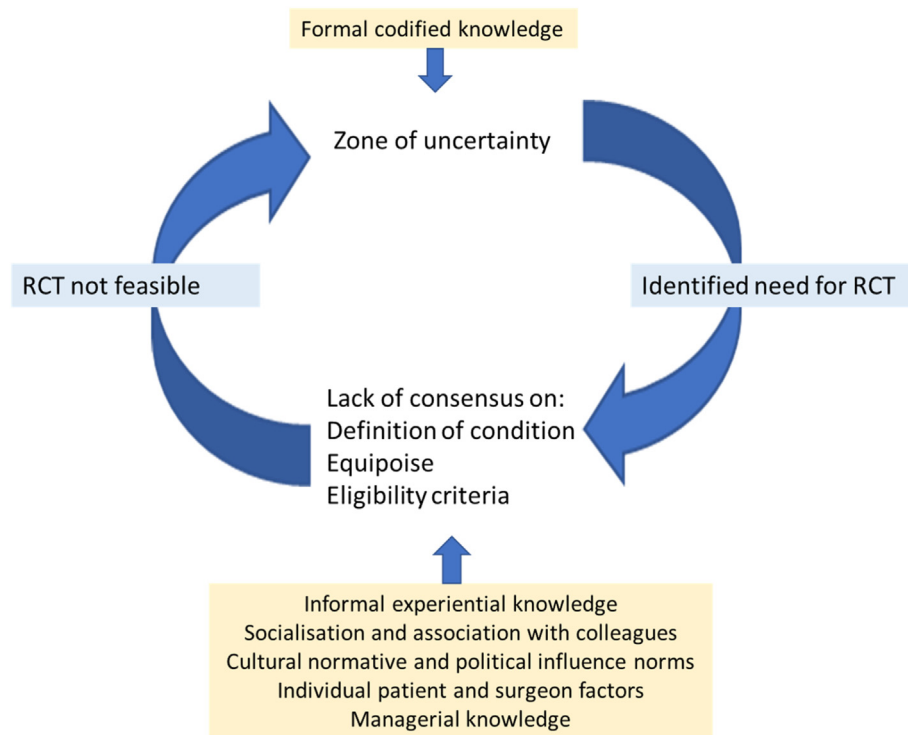 Formal codified knowledge
Zone of uncertainty
RCT not feasible
Identified need for RCT
Lack of consensus on:
Definition of condition
Equipoise
Eligibility criteria
Informal experiential knowledge
Socialisation and association with colleagues
Cultural normative and political influence norms
Individual patient and surgeon factors
Managerial knowledge